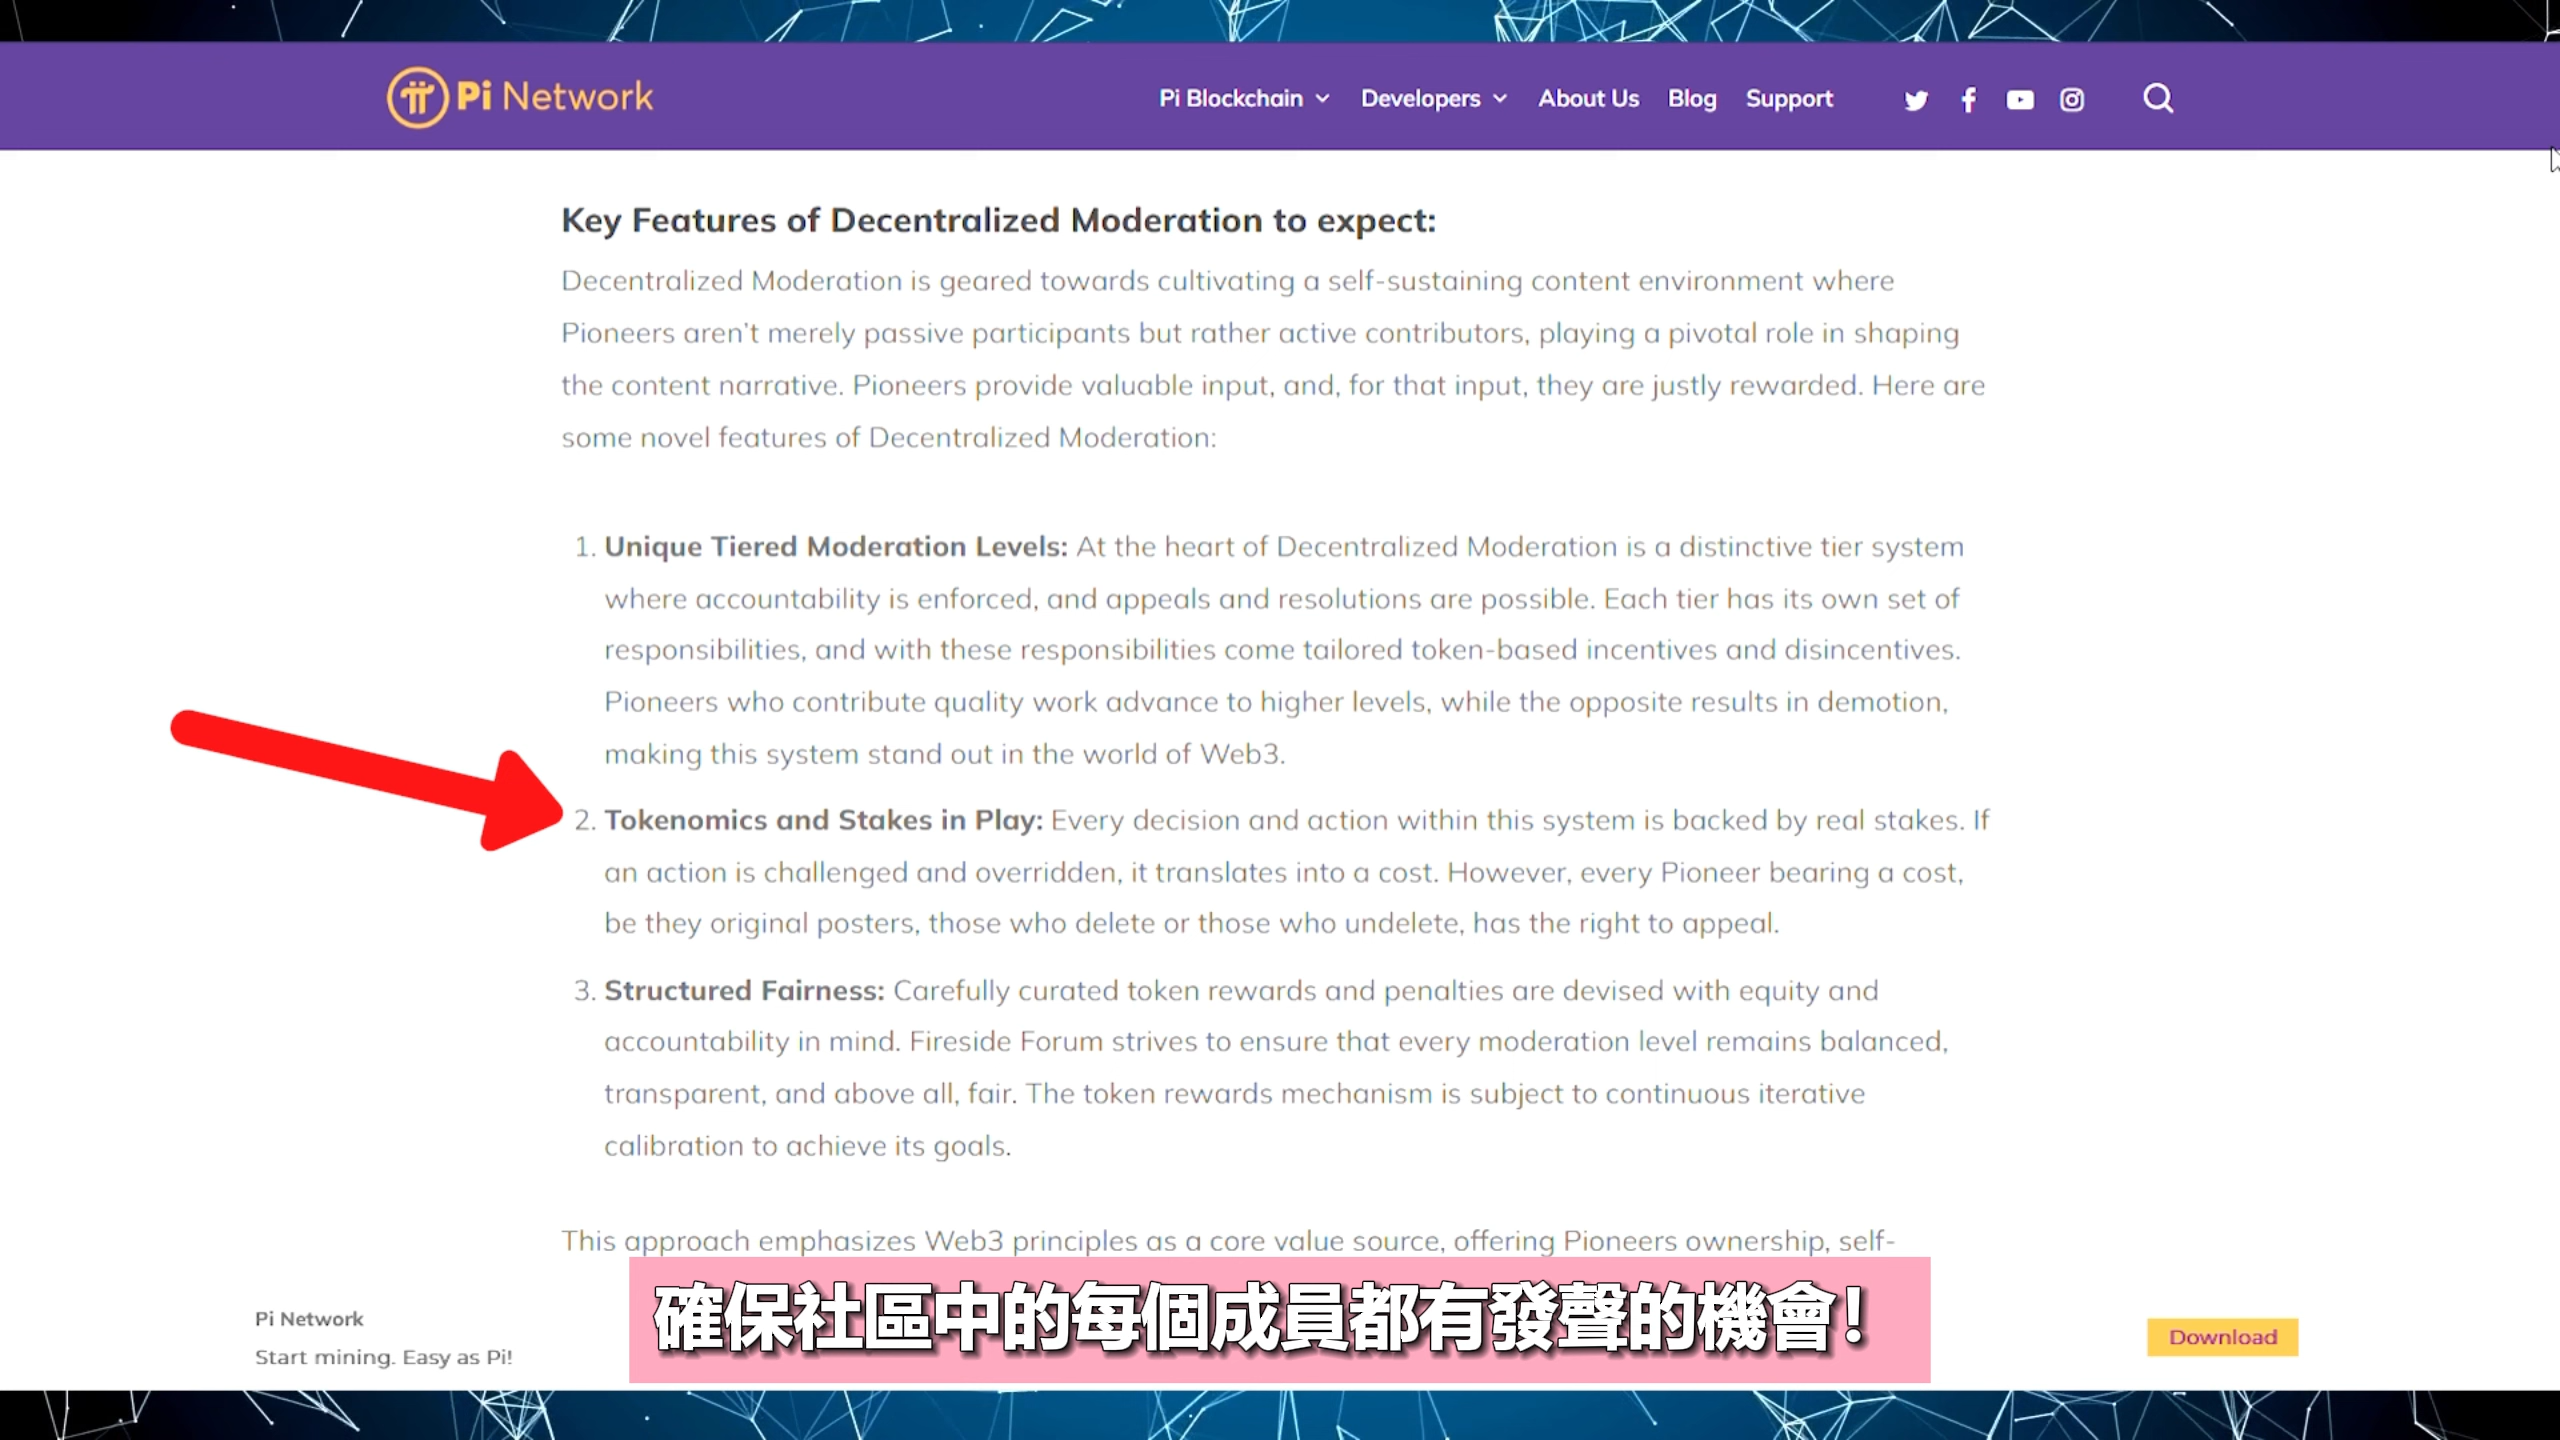 Pi Network
Pi Blockchain Developers About Us Blog Support
Key Features of Decentralized Moderation to expect:
Decentralized Moderation is geared towards cultivating a self-sustaining content environment where
Pioneers aren’t merely passive participants but rather active contributors, playing a pivotal role in shaping
the content narrative. Pioneers provide valuable input, and, for that input, they are justly rewarded. Here are
some novel features of Decentralized Moderation:
1. Unique Tiered Moderation Levels: At the heart of Decentralized Moderation is a distinctive tier system
where accountability is enforced, and appeals and resolutions are possible. Each tier has its own set of
responsibilities, and with these responsibilities come tailored token-based incentives and disincentives.
Pioneers who contribute quality work advance to higher levels, while the opposite results in demotion,
making this system stand out in the world of Web3.
2. Tokenomics and Stakes in Play: Every decision and action within this system is backed by real stakes. If
an action is challenged and overridden, it translates into a cost. However, every Pioneer bearing a cost,
be they original posters, those who delete or those who undelete, has the right to appeal.
3. Structured Fairness: Carefully curated token rewards and penalties are devised with equity and
accountability in mind. Fireside Forum strives to ensure that every moderation level remains balanced,
transparent, and above all, fair. The token rewards mechanism is subject to continuous iterative
calibration to achieve its goals.
This approach emphasizes Web3 principles as a core value source, offering Pioneers ownership, self-
確保社區中的每個成員都有發聲的機會！
Pi Network
Start mining. Easy as Pi!
Download